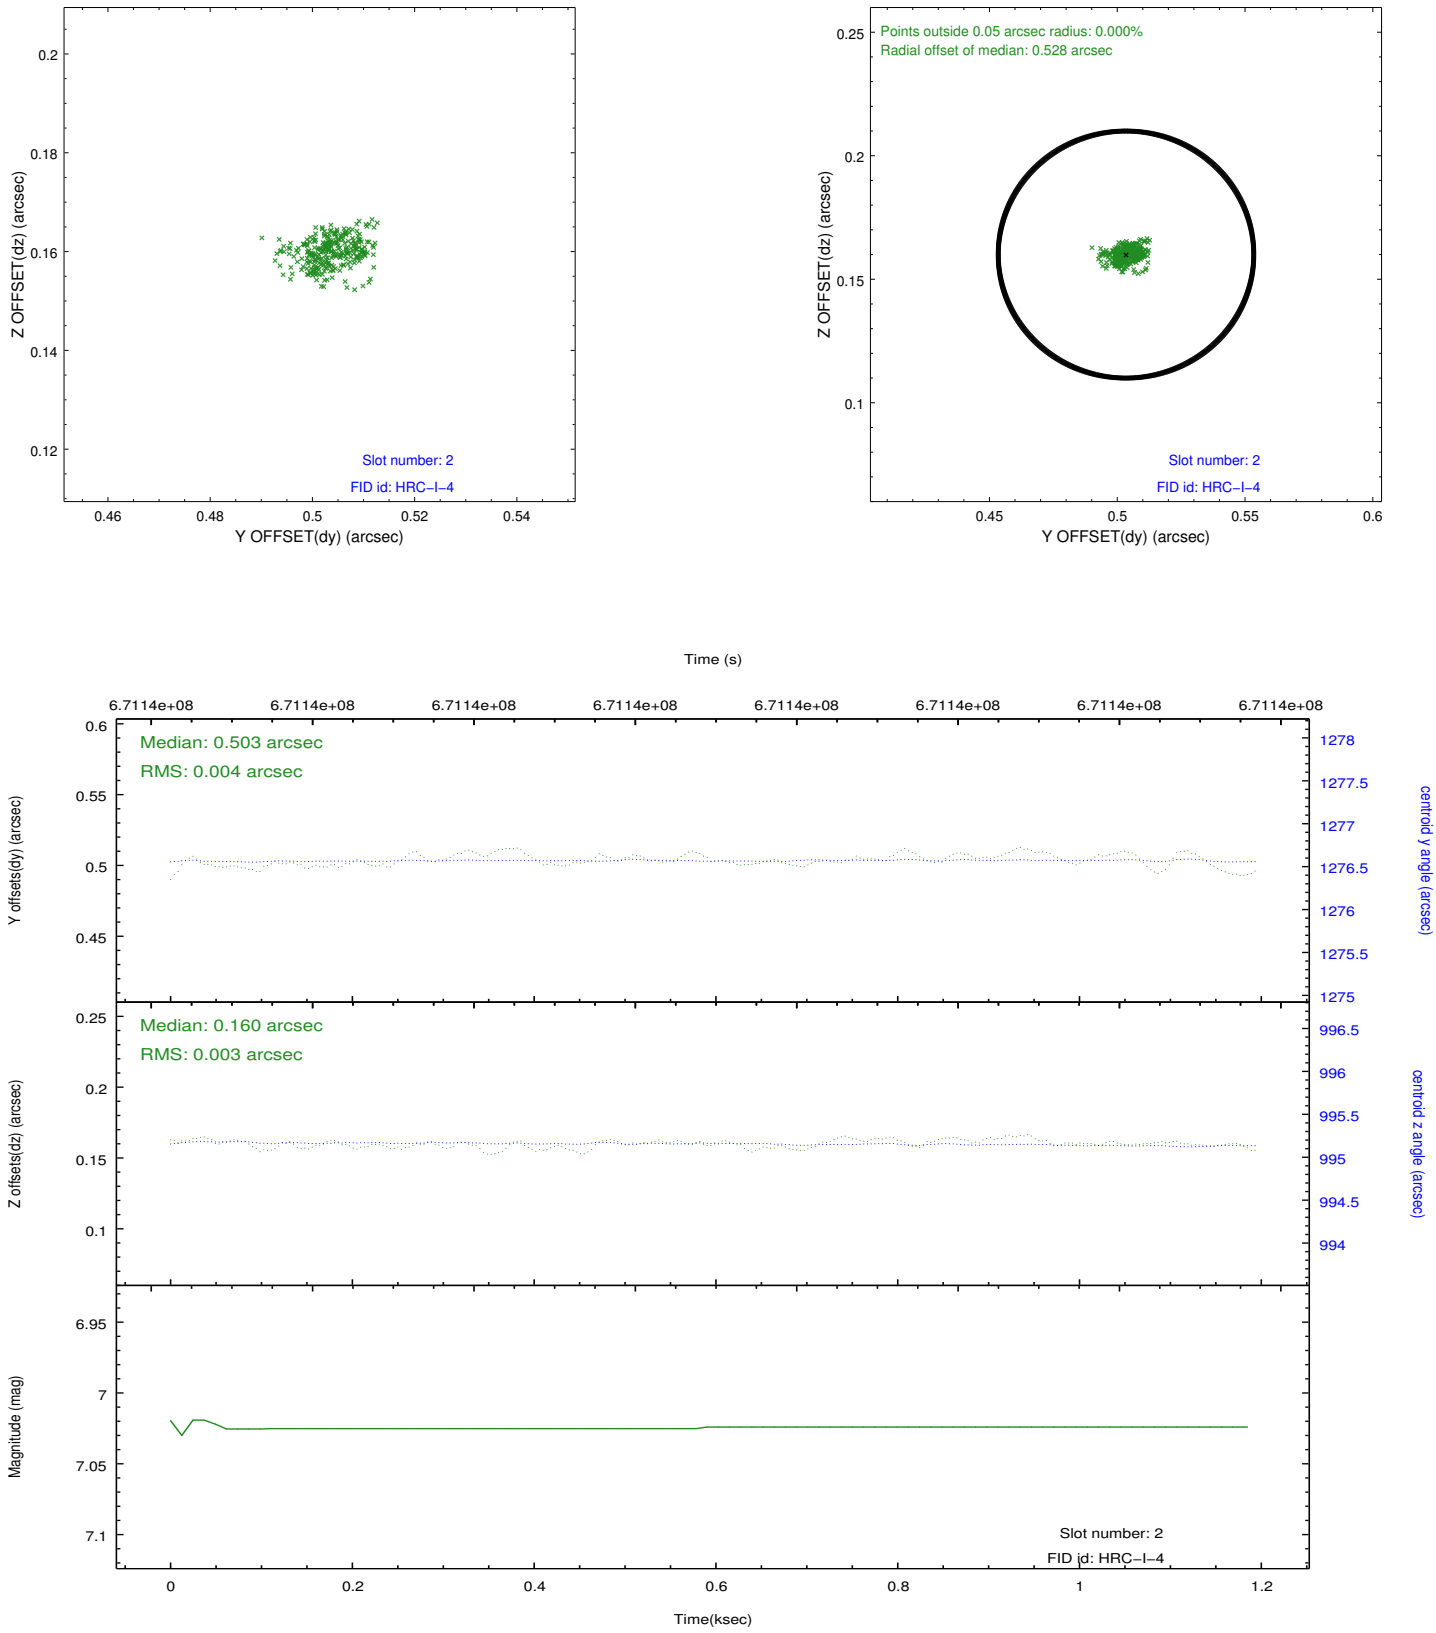 0.2
0.18
0.16
0.14
0.12
Z OFFSET(dz) (arcsec)
Slot number: 2
FID id: HRC−I−4
0.46 0.48 0.5 0.52 0.54
Y OFFSET(dy) (arcsec)
Points outside 0.05 arcsec radius: 0.000%
Radial offset of median: 0.528 arcsec
0.25
0.2
0.15
0.1
Z OFFSET(dz) (arcsec)
Slot number: 2
FID id: HRC−I−4
0.45 0.5 0.55 0.6
Y OFFSET(dy) (arcsec)
Time (s)
6.7114e+08 6.7114e+08 6.7114e+08 6.7114e+08 6.7114e+08 6.7114e+08 6.7114e+08 6.7114e+08
Median: 0.503 arcsec
RMS: 0.004 arcsec
0.6
0.55
0.5
0.45
Y offsets(dy) (arcsec)
1278
1277.5
1277
1276.5
1276
1275.5
1275
centroid y angle (arcsec)
Median: 0.160 arcsec
RMS: 0.003 arcsec
0.25
0.2
0.15
0.1
Z offsets(dz) (arcsec)
996.5
996
995.5
995
994.5
994
centroid z angle (arcsec)
6.95
7
7.05
7.1
Magnitude (mag)
Slot number: 2
FID id: HRC−I−4
0 0.2 0.4 0.6 0.8 1 1.2
Time(ksec)